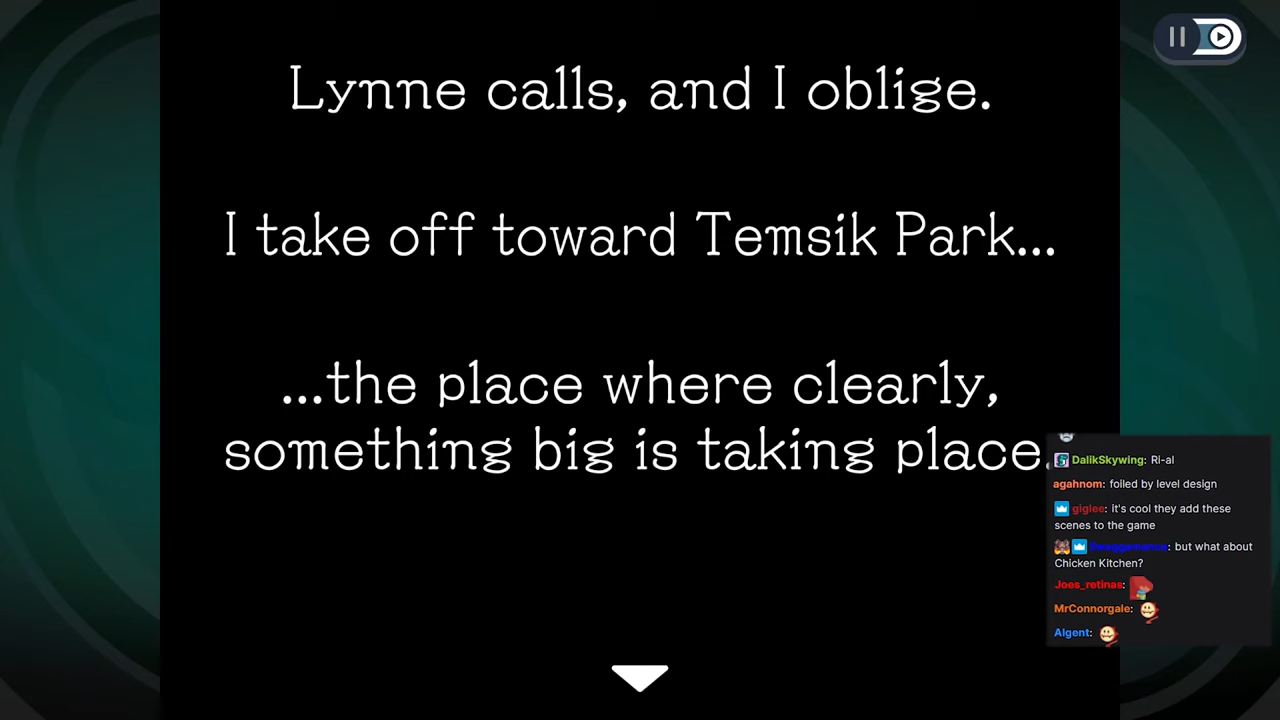 Lynne calls, and I oblige.
I take off toward Temsik Park...
...the place where clearly,
something big is taking place.
DalikSkywing: Ri-al
agahnom: foiled by level design
giglee: it's cool they add these
scenes to the game
: but what about
Chicken Kitchen?
Joes_retinas:
MrConnorgale:
Algent: